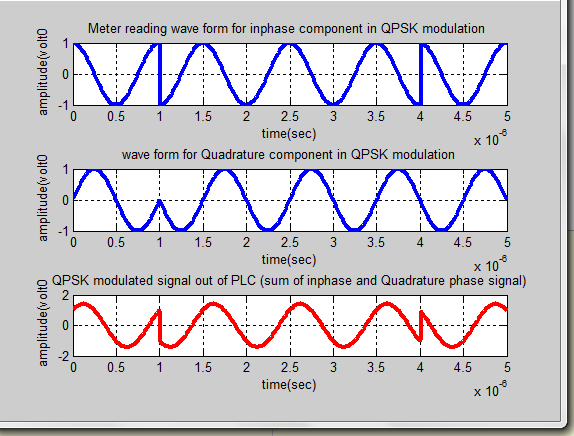 Meter reading wave form for inphase component in QPSK modulation
amplitude(volt0
1
0
-1
0 0.5 1 1.5 2 2.5 3 3.5 4 4.5 5
time(sec)
x 10-6
wave form for Quadrature component in QPSK modulation
amplitude(volt0
1
0
-1
0 0.5 1 1.5 2 2.5 3 3.5 4 4.5 5
time(sec)
x 10-6
QPSK modulated signal out of PLC (sum of inphase and Quadrature phase signal)
amplitude(volt0
2
0
-2
0 0.5 1 1.5 2 2.5 3 3.5 4 4.5 5
time(sec)
x 10-6